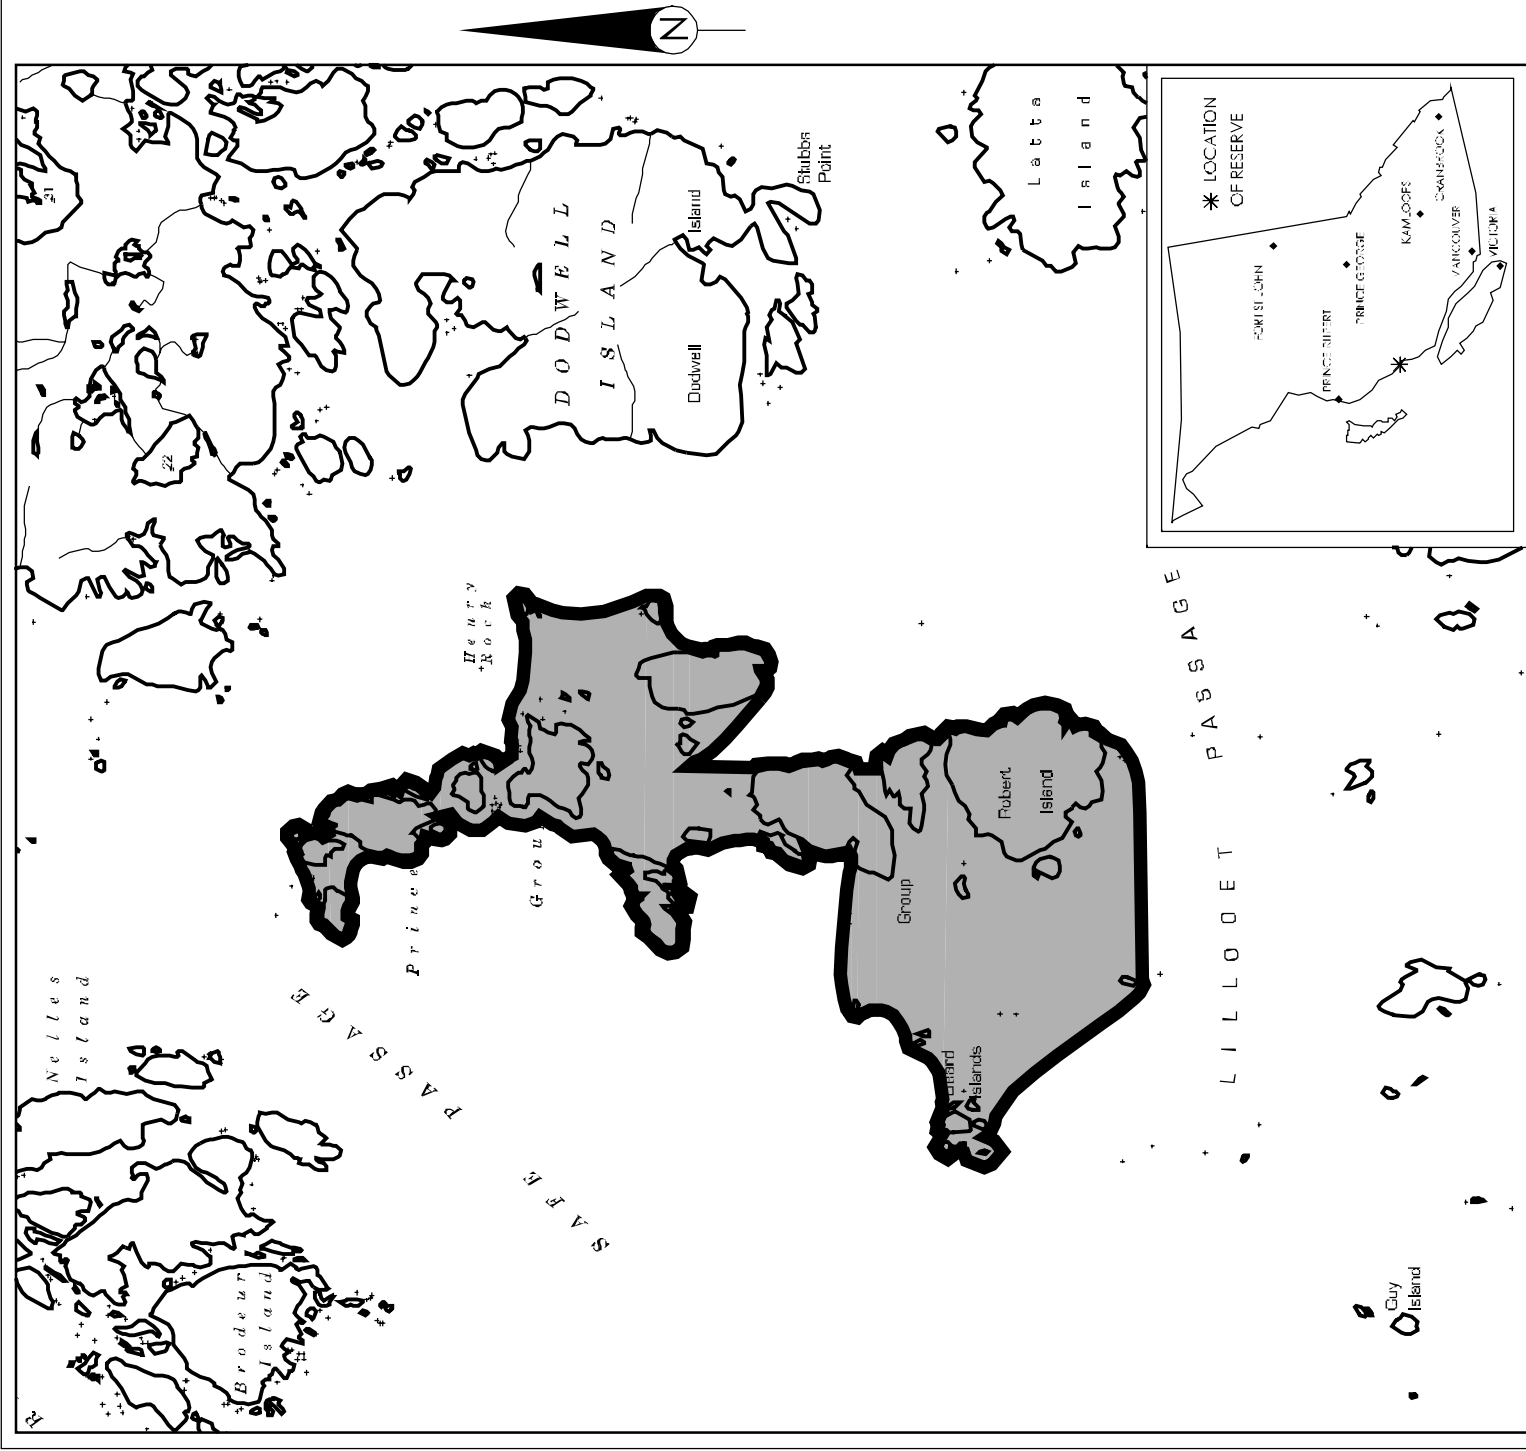 N
21
22
DODWELL
ISLAND
Dodwell
Island
Stubbs
Point
Latta
Island
LOCATION
OF RESERVE
FORT ST. JOHN
PRINCE RUPERT
PRINCE GEORGE
KAMLOOPS
CRANBROOK
VANCOUVER
VICTORIA
Henry
Rock
Prince
Grou
Nelles
Island
SAFE PASSAGE
Group
Robert
Island
Islands
LILLOOET PASSAGE
Brodeur
Island
Guy
Island
R